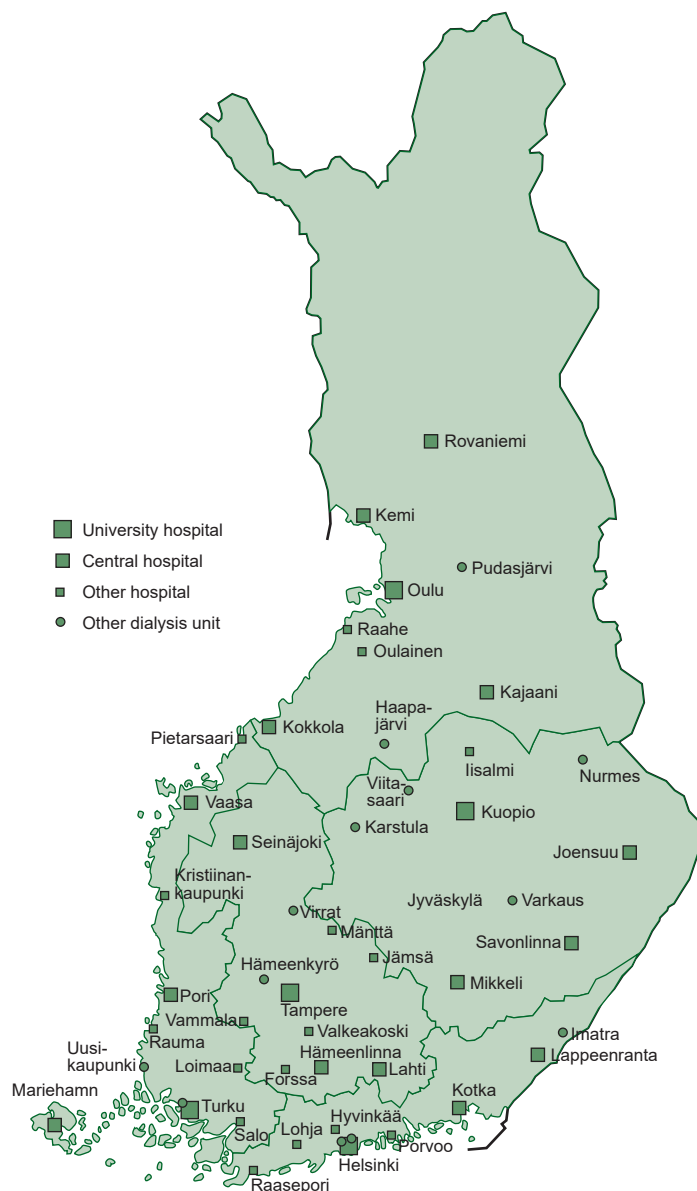 Rovaniemi
Kemi
University hospital
Central hospital
Other hospital
Other dialysis unit
Pudasjärvi
Oulu
Raahe
Oulainen
Kajaani
Haapa-
järvi
Kokkola
Pietarsaari
Iisalmi
Nurmes
Viita-
saari
Vaasa
Kuopio
Karstula
Seinäjoki
Joensuu
Kristiinan-
kaupunki
Jyväskylä
Varkaus
Virrat
Mänttä
Savonlinna
Jämsä
Hämeenkyrö
Mikkeli
Pori
Tampere
Vammala
Rauma
Valkeakoski
Imatra
Uusi-
kaupunki
Loimaa
Forssa
Hämeenlinna
Lahti
Lappeenranta
Mariehamn
Turku
Kotka
Salo
Lohja
Hyvinkää
Porvoo
Helsinki
Raasepori